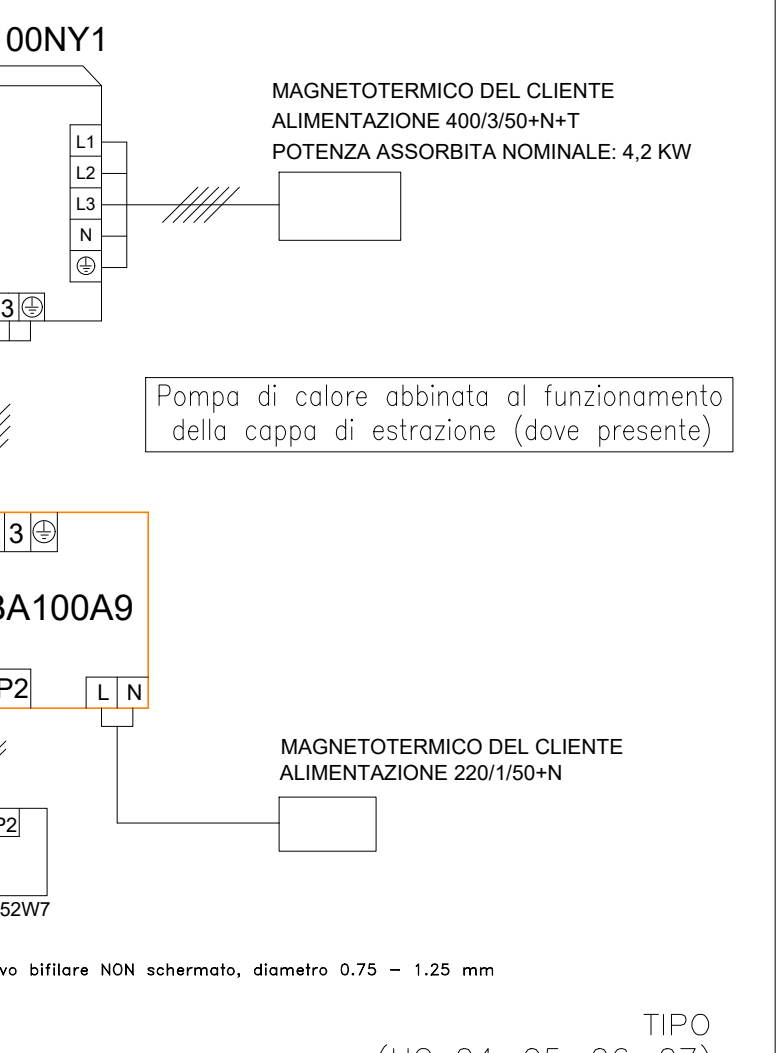 00NY1
MAGNETOTERMICO DEL CLIENTE
ALIMENTAZIONE 400/3/50+N+T
POTENZA ASSORBITA NOMINALE: 4,2 KW
L1
L2
L3
N
3
Pompa di calore abbinata al funzionamento
della cappa di estrazione (dove presente)
3
A100A9
P2
L N
MAGNETOTERMICO DEL CLIENTE
ALIMENTAZIONE 220/1/50+N
P2
52W7
vo bifilare NON schermato, diametro 0.75 – 1.25 mm
TIPO